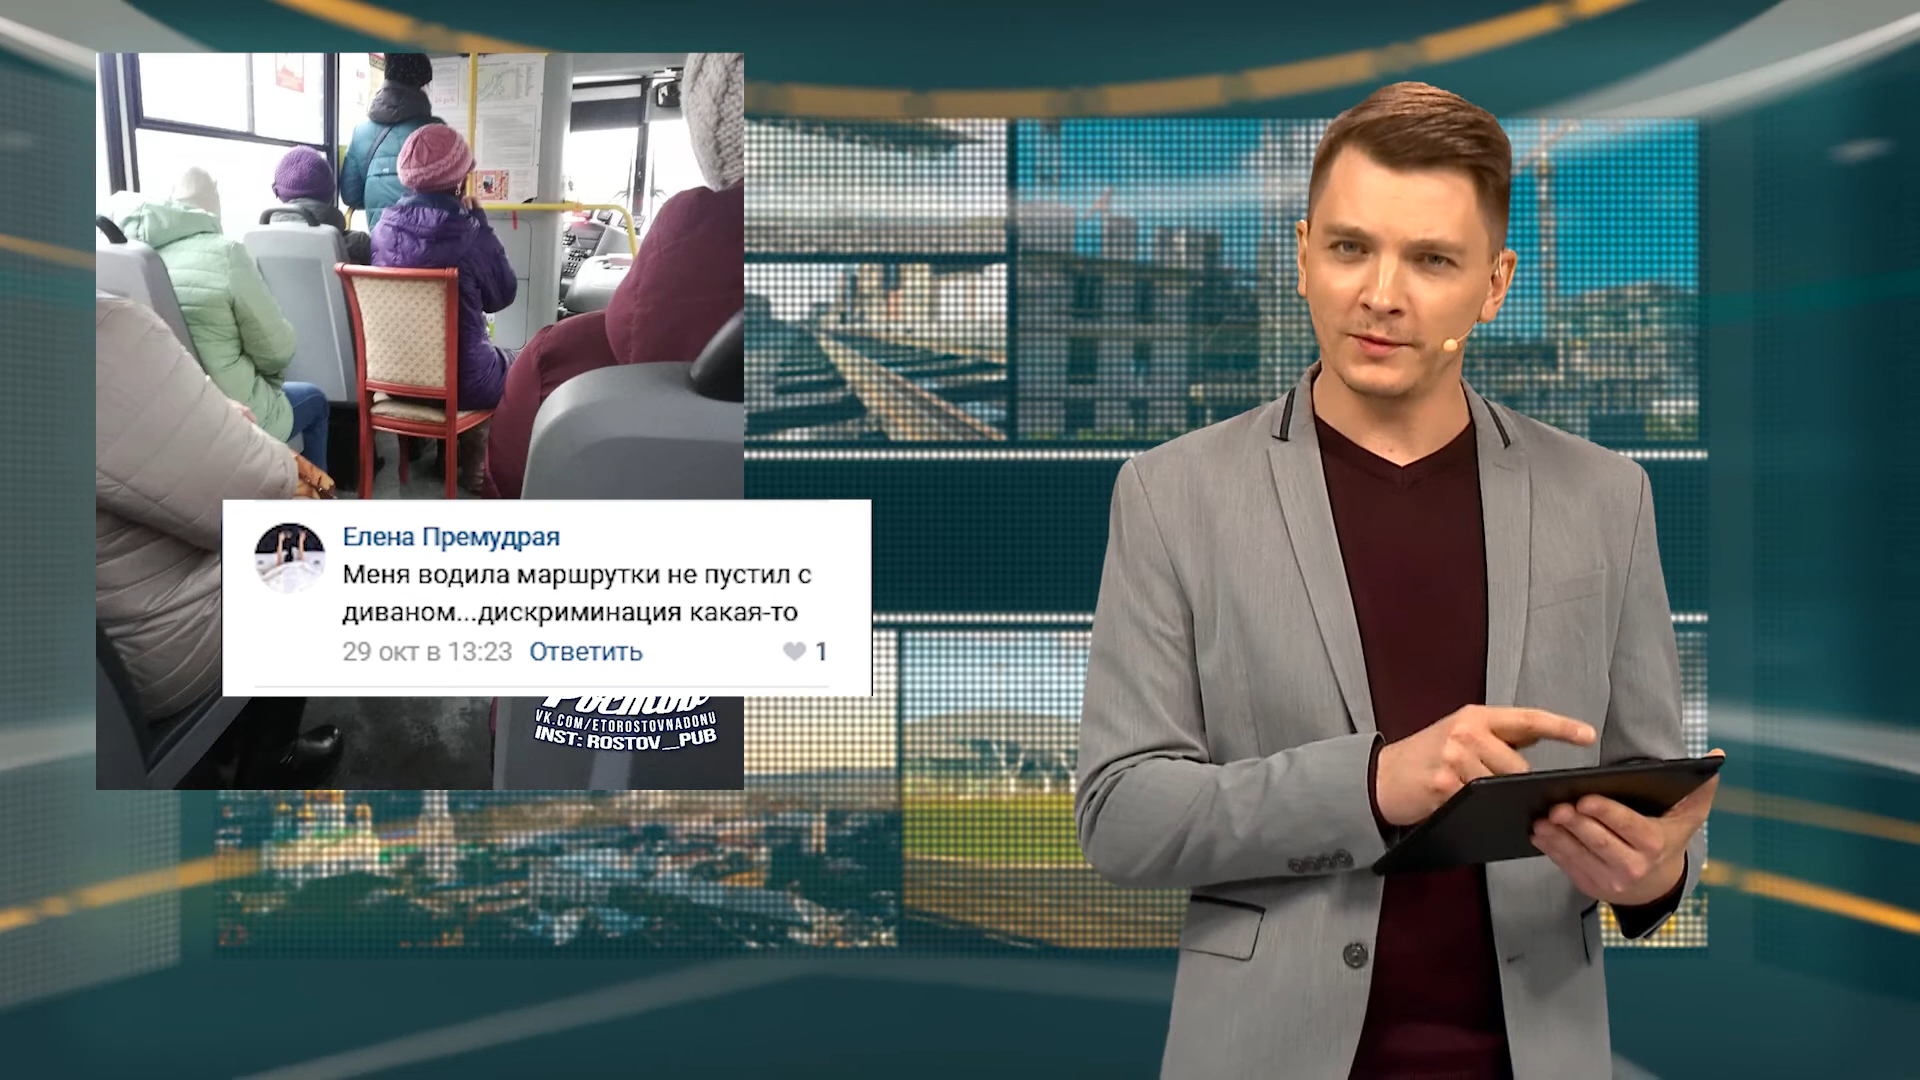 Елена Премудрая
Меня водила маршрутки не пустил с
диваном...дискриминация какая-то
29 окт в 13:23 Ответить 1
VK.COM/ETOROSTOVNADONU
INST: ROSTOV__PUB